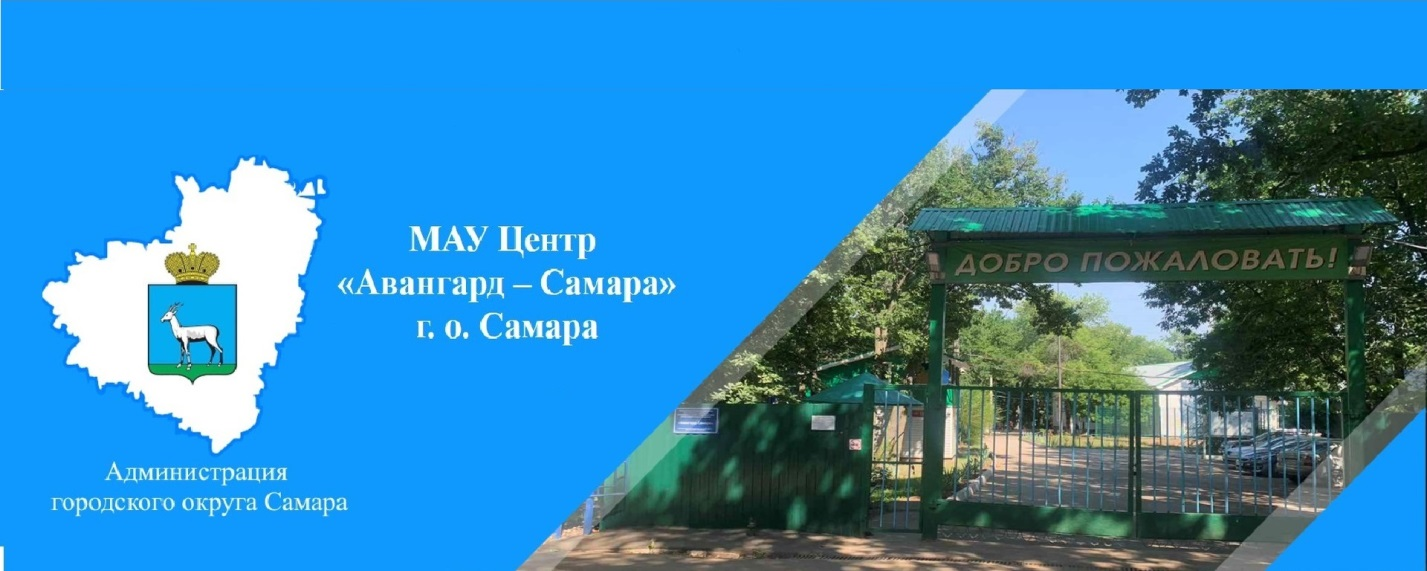 МАУ Центр
«Авангард – Самара»
г. о. Самара
Администрация
городского округа Самара
ДОБРО ПОЖАЛОВАТЬ!